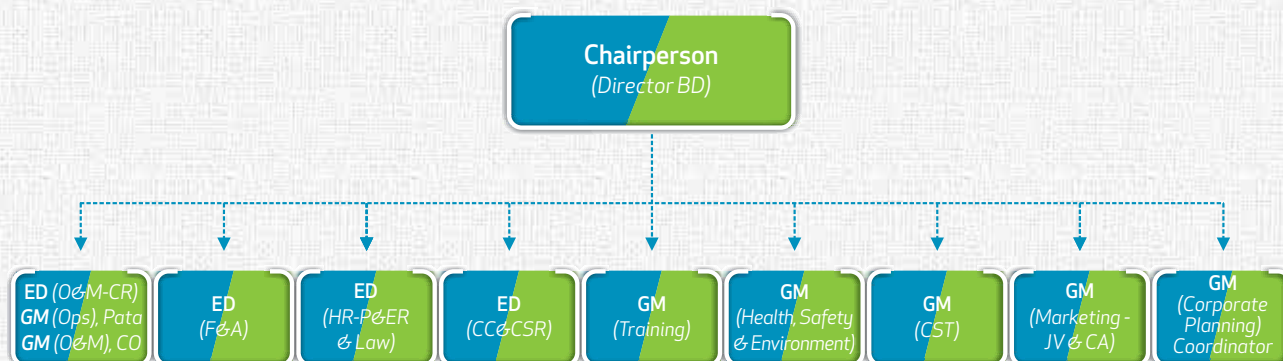 Chairperson
(Director BD)
ED (O&M-CR)
GM (Ops), Pata
GM (O&M), CO
ED
(F&A)
ED
(HR-P&ER
& Law)
ED
(CC&CSR)
GM
(Training)
GM
(Health, Safety
& Environment)
GM
(CST)
GM
(Marketing -
JV & CA)
GM
(Corporate
Planning)
Coordinator